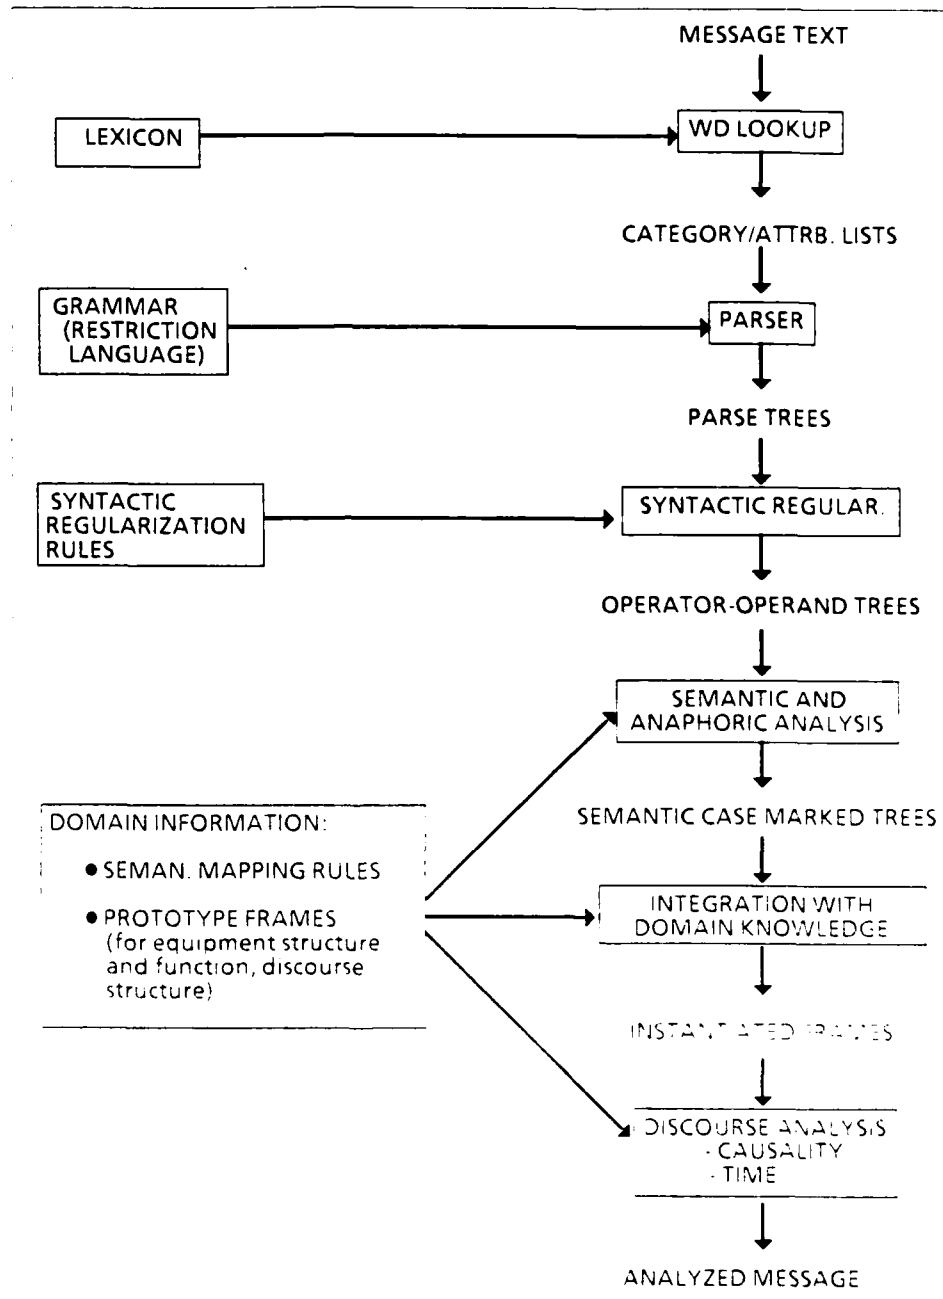 MESSAGE TEXT
LEXICON
WD LOOKUP
CATEGORY/ATTRB. LISTS
GRAMMAR
(RESTRICTION
LANGUAGE)
PARSER
PARSE TREES
SYNTACTIC
REGULARIZATION
RULES
SYNTACTIC REGULAR.
OPERATOR-OPERAND TREES
SEMANTIC AND
ANAPHORIC ANALYSIS
SEMANTIC CASE MARKED TREES
DOMAIN INFORMATION:
● SEMAN. MAPPING RULES
● PROTOTYPE FRAMES
(for equipment structure
and function, discourse
structure)
INTEGRATION WITH
DOMAIN KNOWLEDGE
INSTANTIATED FRAMES
DISCOURSE ANALYSIS
- CAUSALITY
- TIME
ANALYZED MESSAGE